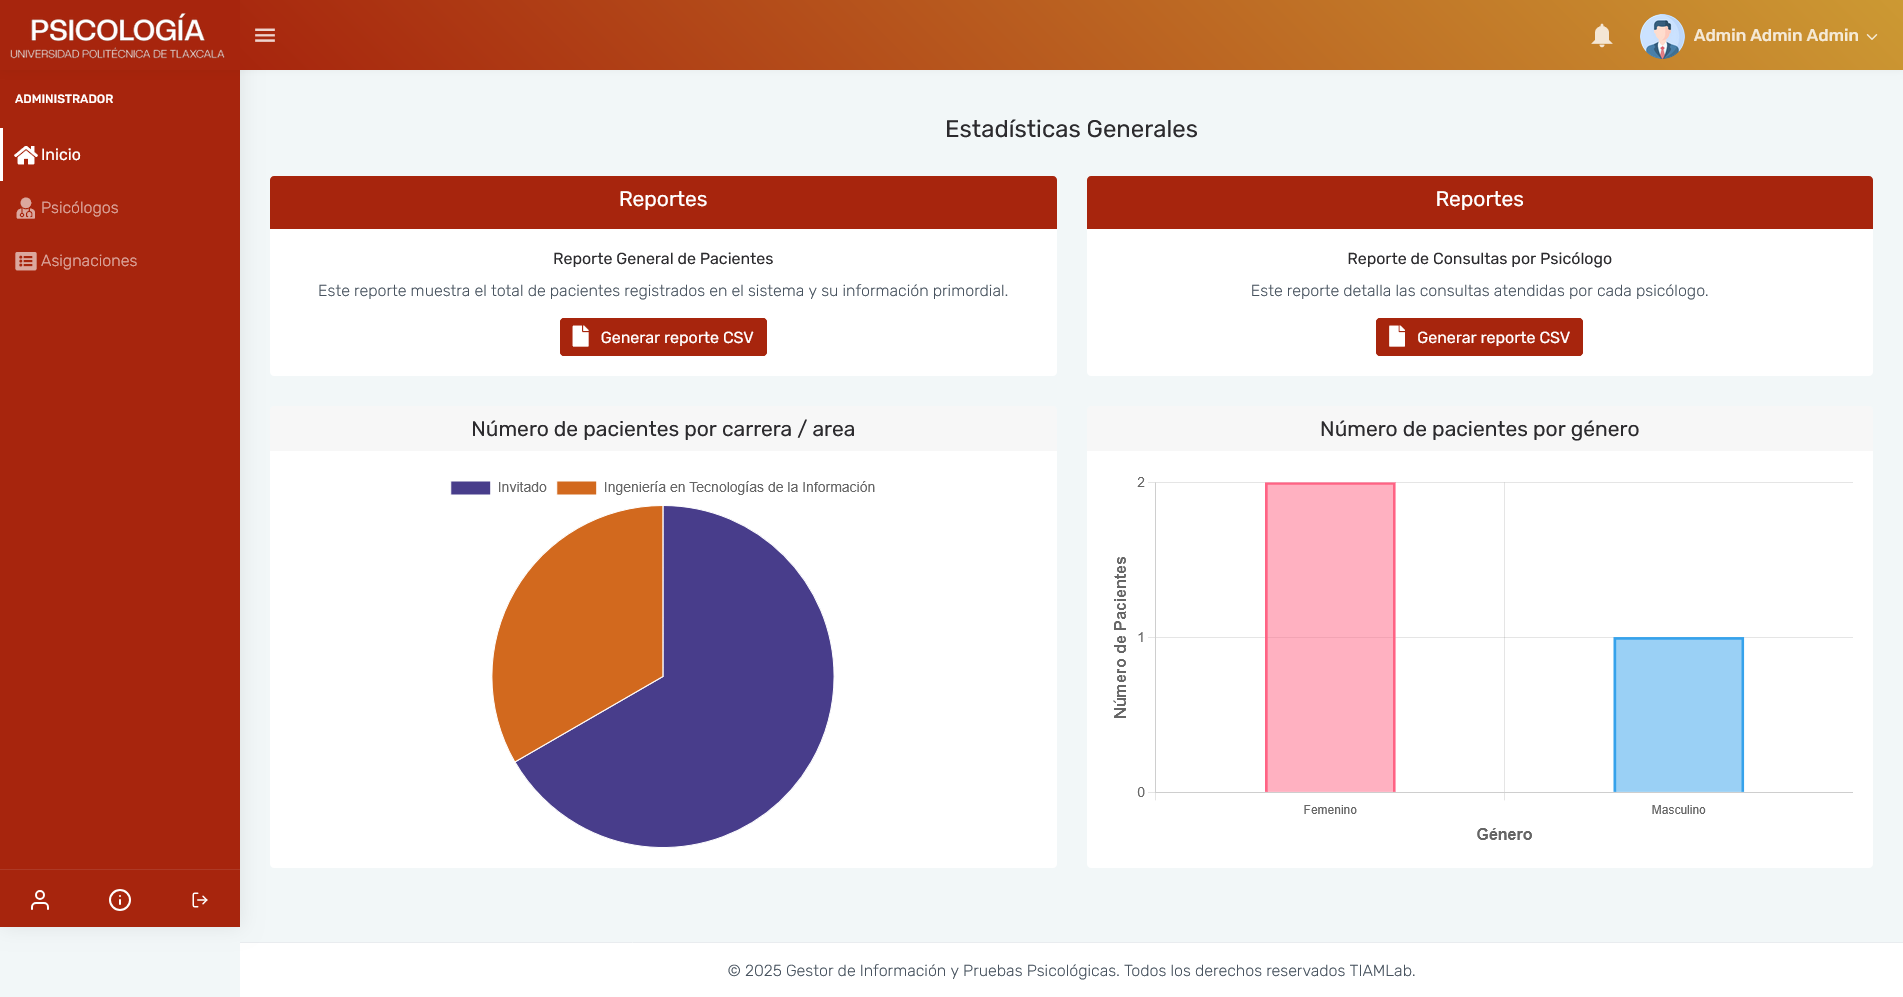 PSICOLOGÍA
UNIVERSIDAD POLITÉCNICA DE TLAXCALA
Admin Admin Admin
ADMINISTRADOR
Inicio
Psicólogos
Asignaciones
Estadísticas Generales
Reportes
Reporte General de Pacientes
Este reporte muestra el total de pacientes registrados en el sistema y su información primordial.
Generar reporte CSV
Reportes
Reporte de Consultas por Psicólogo
Este reporte detalla las consultas atendidas por cada psicólogo.
Generar reporte CSV
Número de pacientes por carrera / area
Invitado
Ingeniería en Tecnologías de la Información
Número de pacientes por género
2
1
0
Número de Pacientes
Femenino
Masculino
Género
© 2025 Gestor de Información y Pruebas Psicológicas. Todos los derechos reservados TIAMLab.